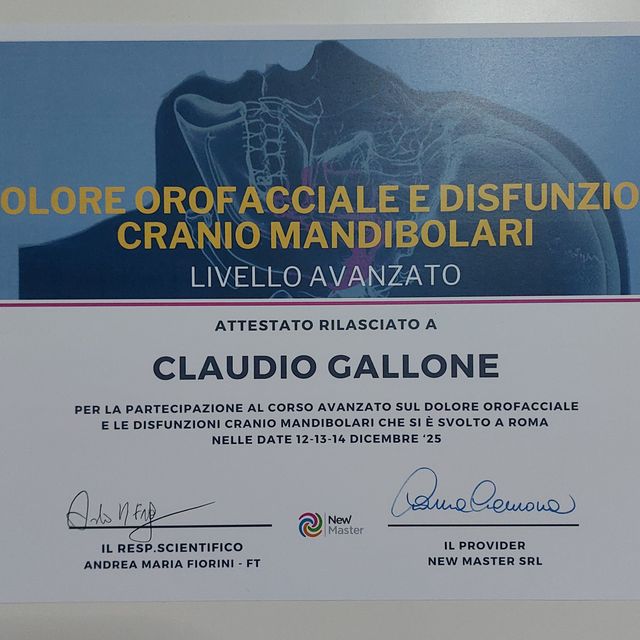 OLORE OROFACCIALE E DISFUNZIO
CRANIO MANDIBOLARI
LIVELLO AVANZATO
ATTESTATO RILASCIATO A
CLAUDIO GALLONE
PER LA PARTECIPAZIONE AL CORSO AVANZATO SUL DOLORE OROFACCIALE
E LE DISFUNZIONI CRANIO MANDIBOLARI CHE SI È SVOLTO A ROMA
NELLE DATE 12-13-14 DICEMBRE ‘25
New
Master
IL RESP.SCIENTIFICO
ANDREA MARIA FIORINI - FT
IL PROVIDER
NEW MASTER SRL